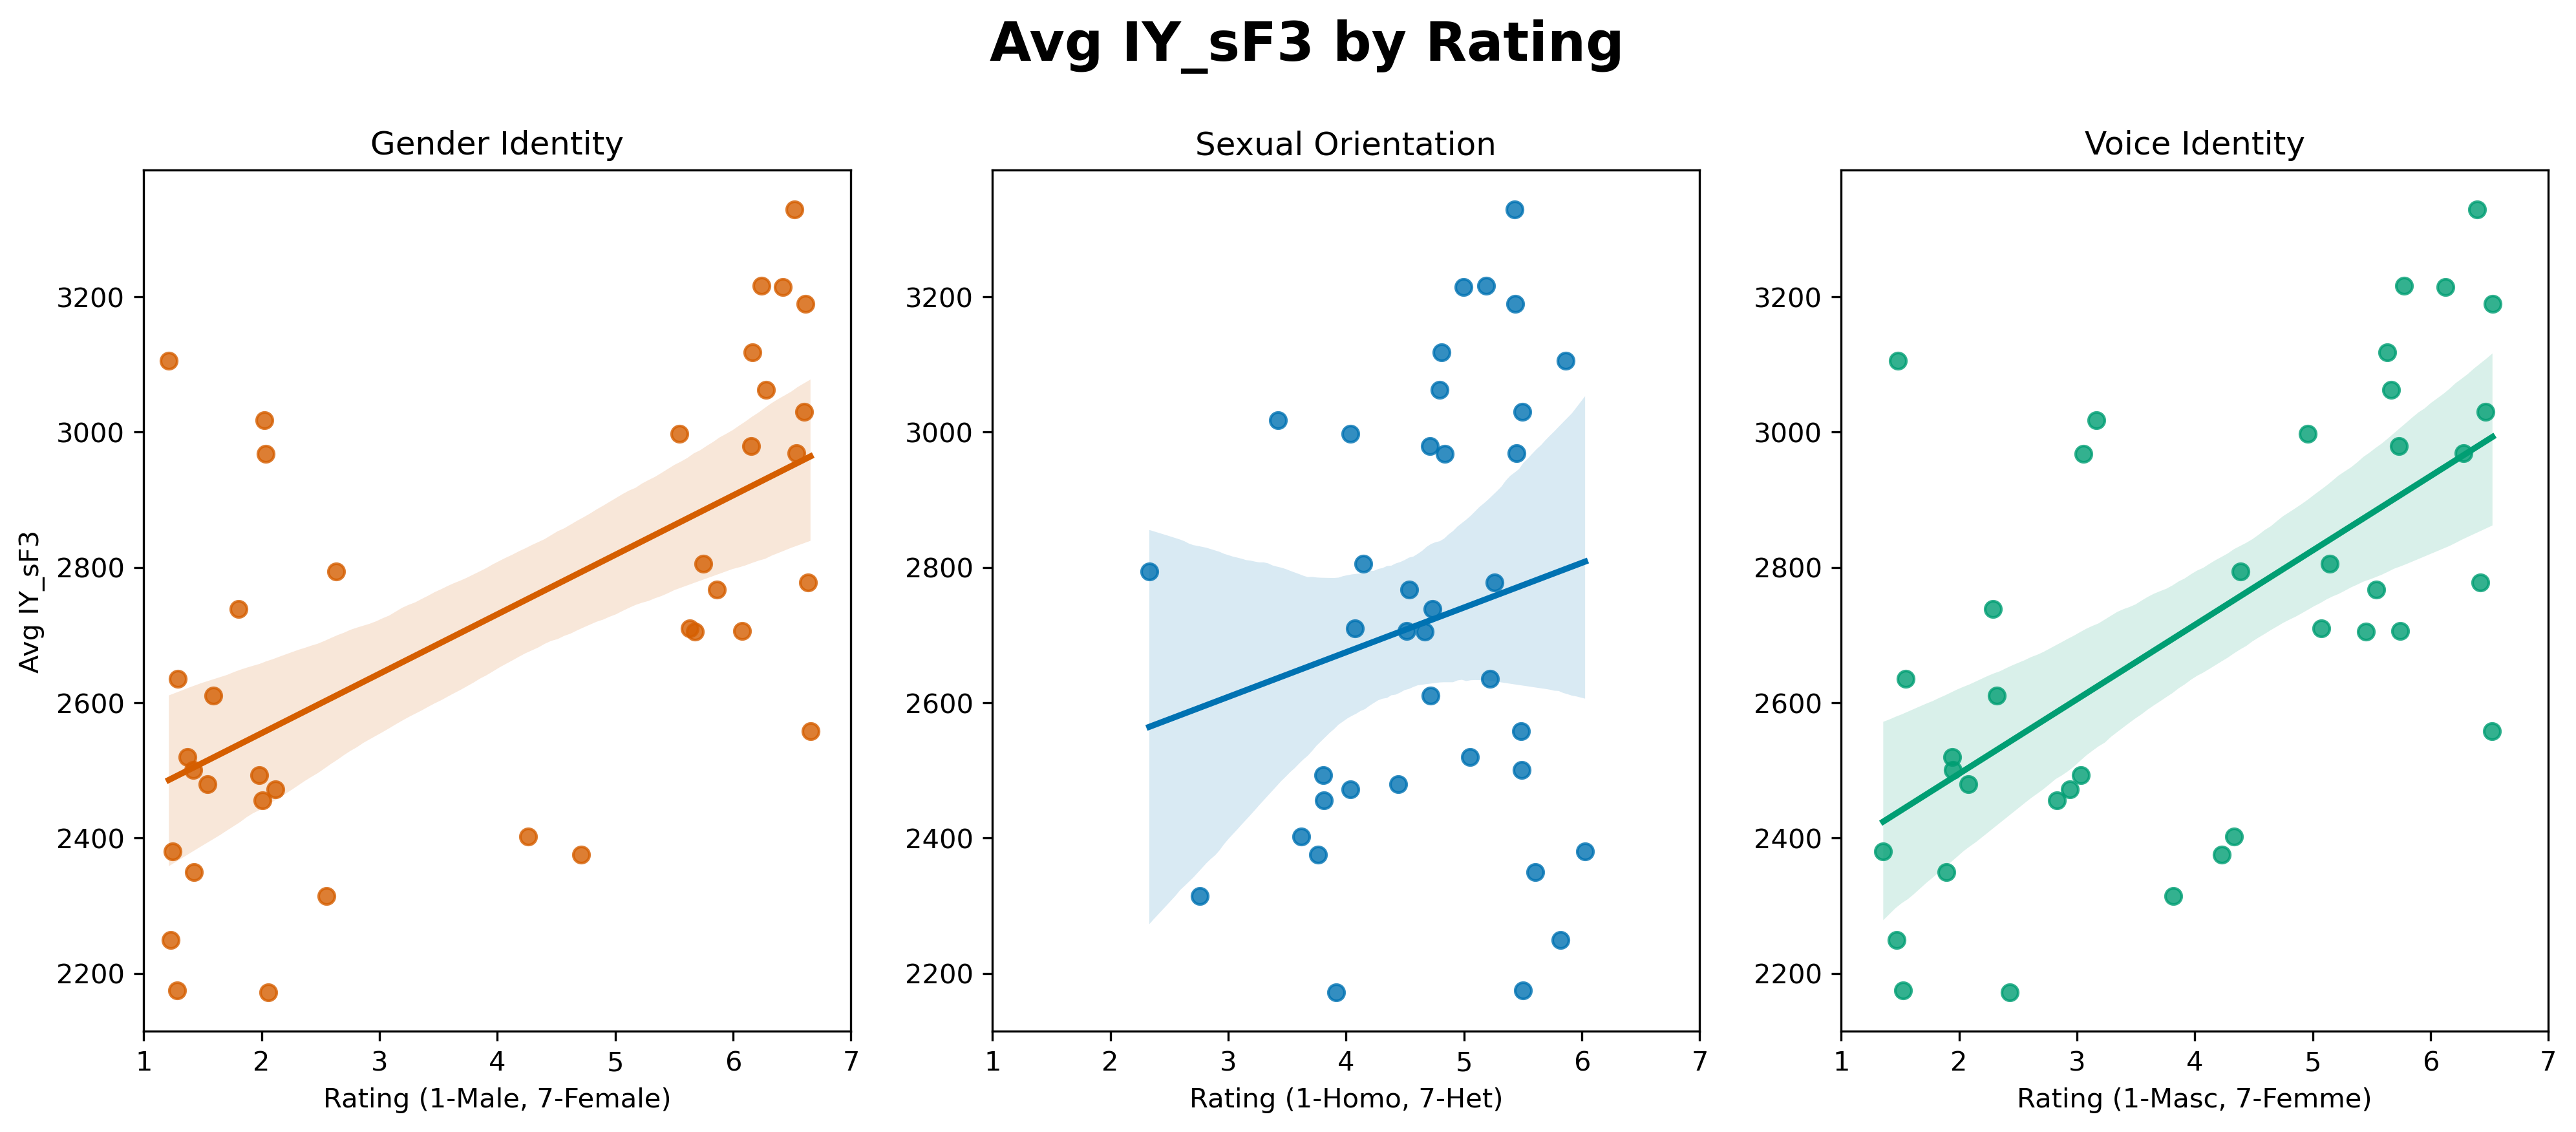 Avg IY_sF3 by Rating
Gender Identity
Sexual Orientation
Voice Identity
Avg IY_sF3
3200
3000
2800
2600
2400
2200
1 2 3 4 5 6 7
Rating (1-Male, 7-Female)
3200
3000
2800
2600
2400
2200
1 2 3 4 5 6 7
Rating (1-Homo, 7-Het)
3200
3000
2800
2600
2400
2200
1 2 3 4 5 6 7
Rating (1-Masc, 7-Femme)